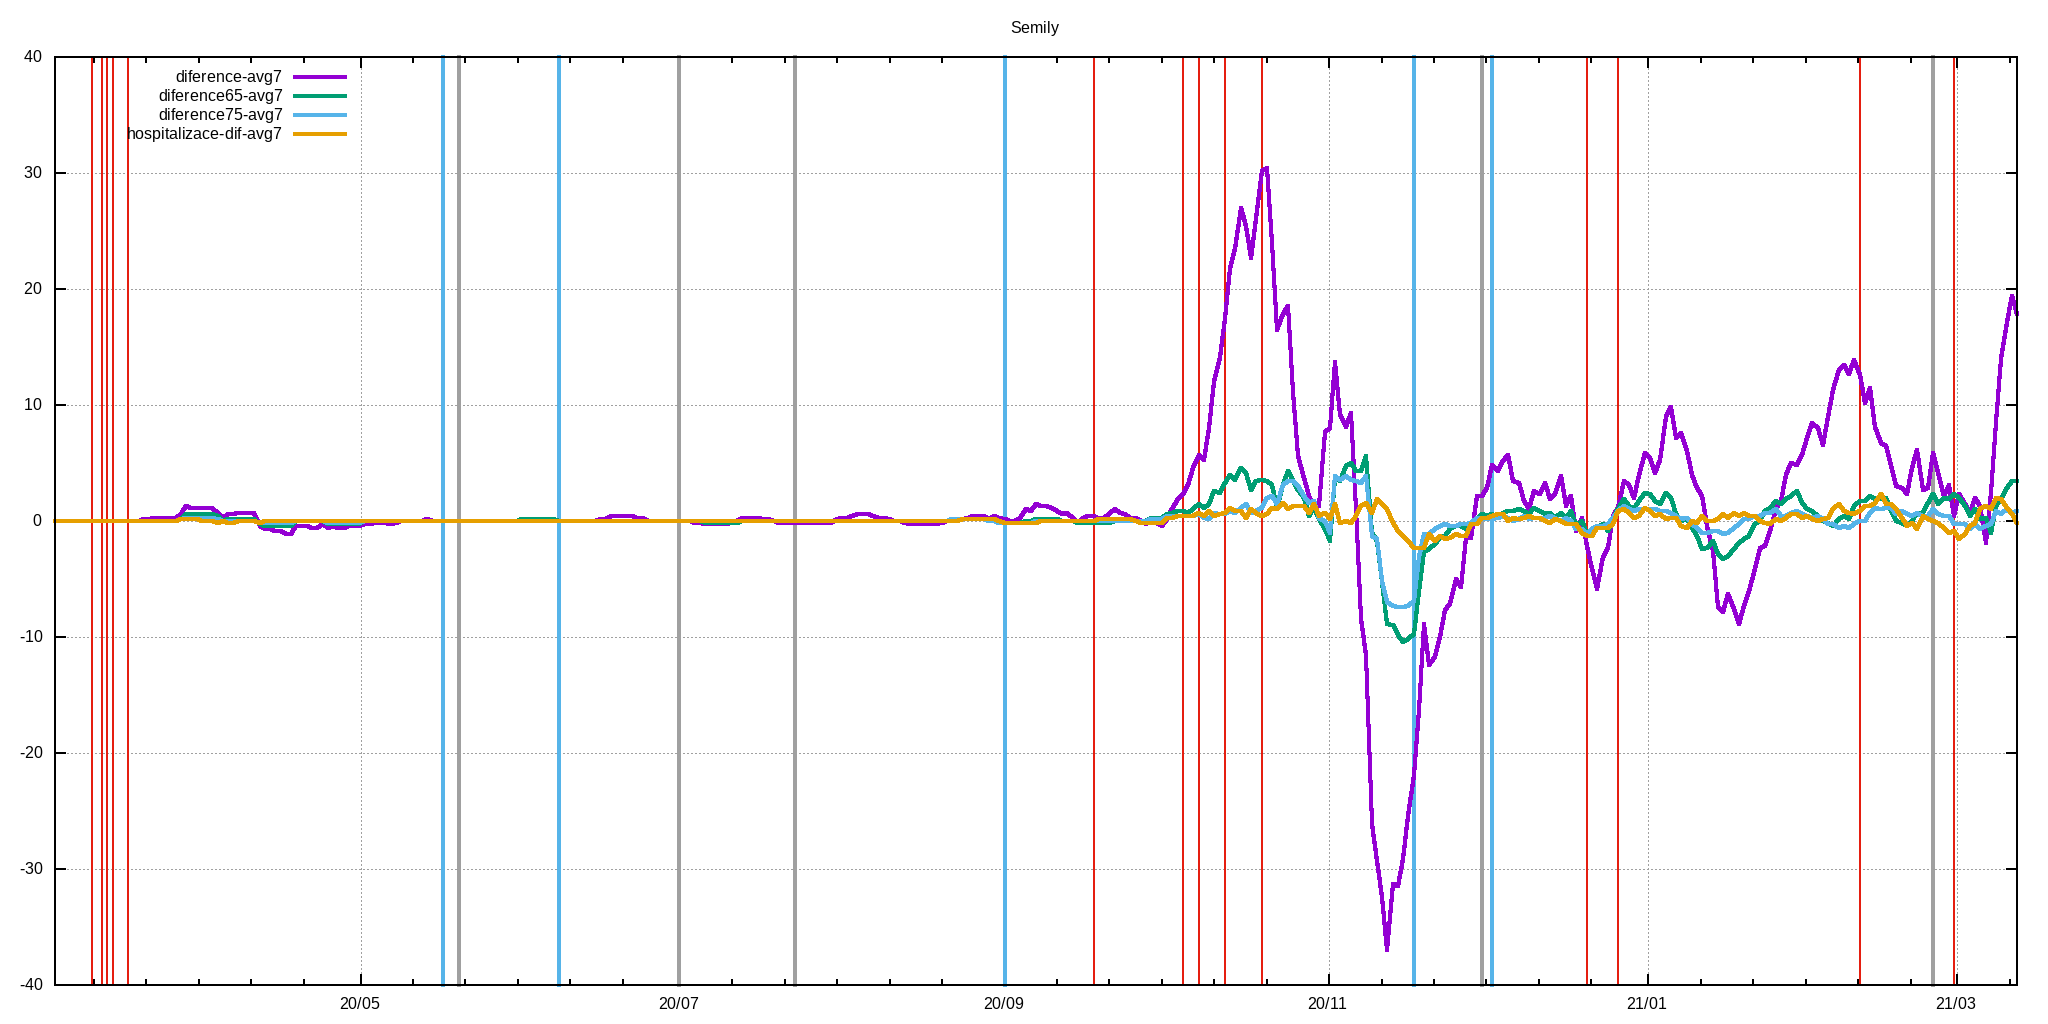 Semily
40
diference-avg7
diference65-avg7
diference75-avg7
hospitalizace-dif-avg7
30
20
10
0
-10
-20
-30
-40
20/05 20/07 20/09 20/11 21/01 21/03